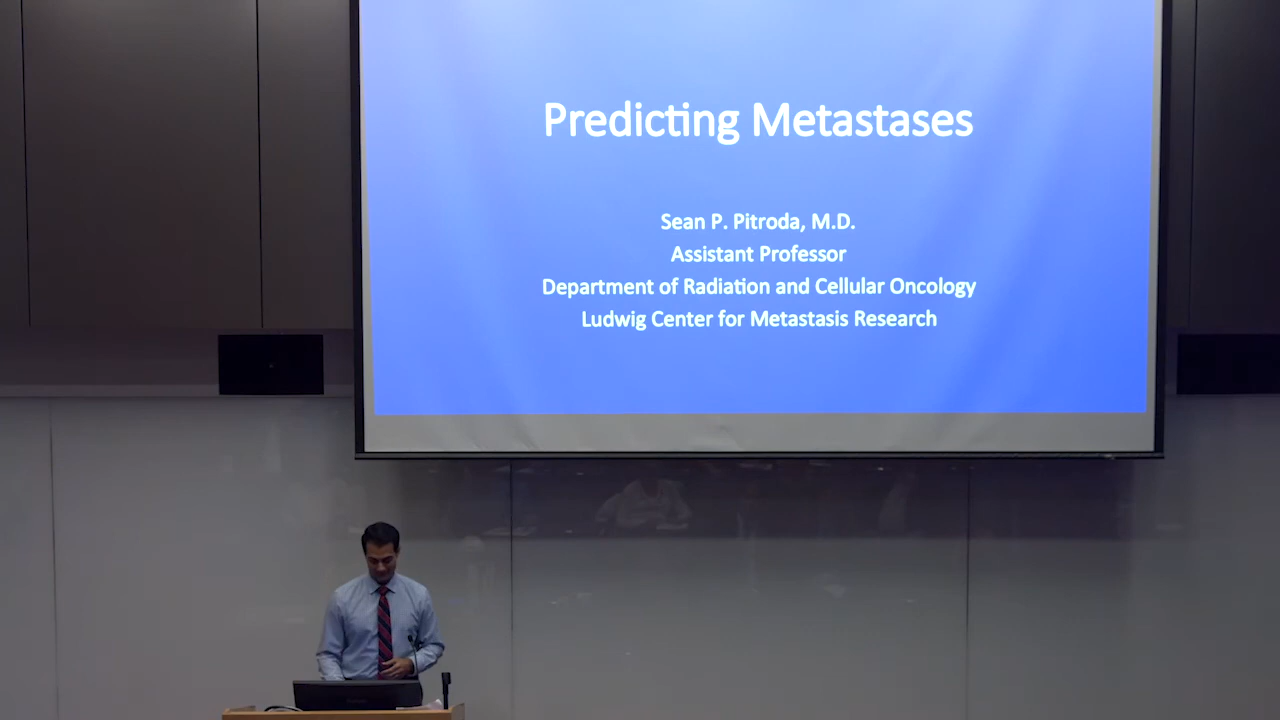 Predicting Metastases
Sean P. Pitroda, M.D.
Assistant Professor
Department of Radiation and Cellular Oncology
Ludwig Center for Metastasis Research